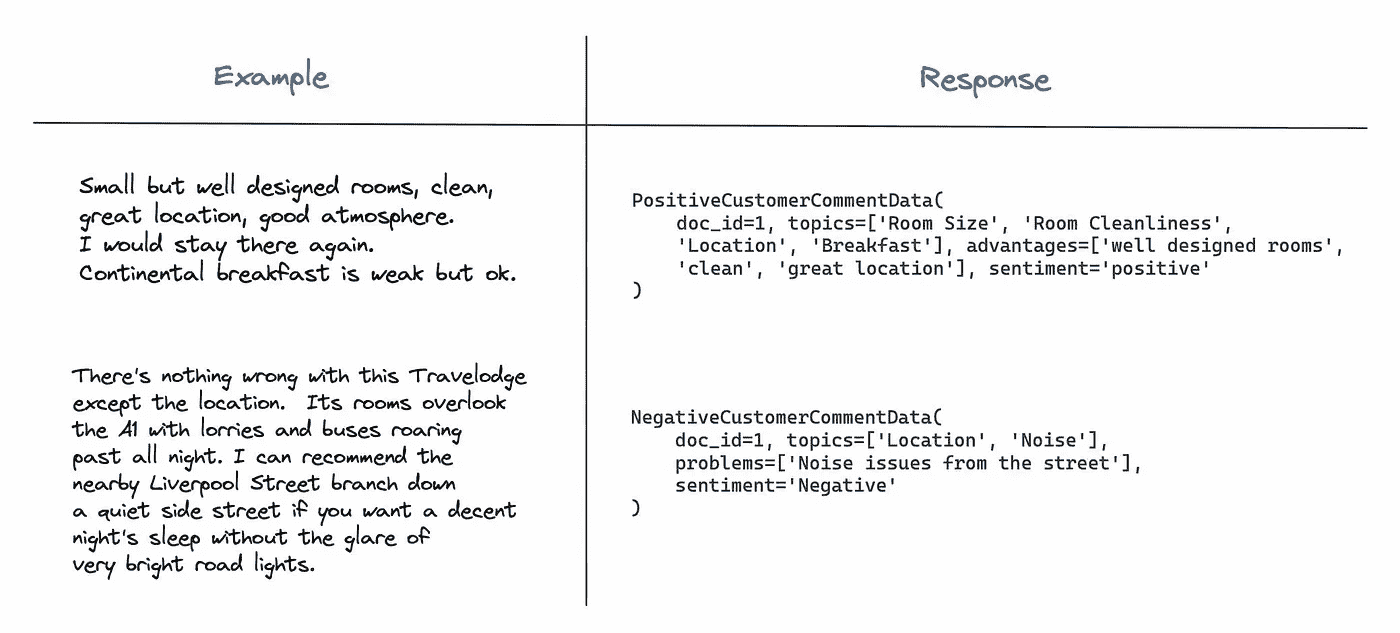 Example
Response
Small but well designed rooms, clean,
great location, good atmosphere.
I would stay there again.
Continental breakfast is weak but ok.
PositiveCustomerCommentData(
doc_id=1, topics=['Room Size', 'Room Cleanliness',
'Location', 'Breakfast'], advantages=['well designed rooms',
'clean', 'great location'], sentiment='positive'
)
There's nothing wrong with this Travelodge
except the location. Its rooms overlook
the A1 with lorries and buses roaring
past all night. I can recommend the
nearby Liverpool Street branch down
a quiet side street if you want a decent
night's sleep without the glare of
very bright road lights.
NegativeCustomerCommentData(
doc_id=1, topics=['Location', 'Noise'],
problems=['Noise issues from the street'],
sentiment='Negative'
)